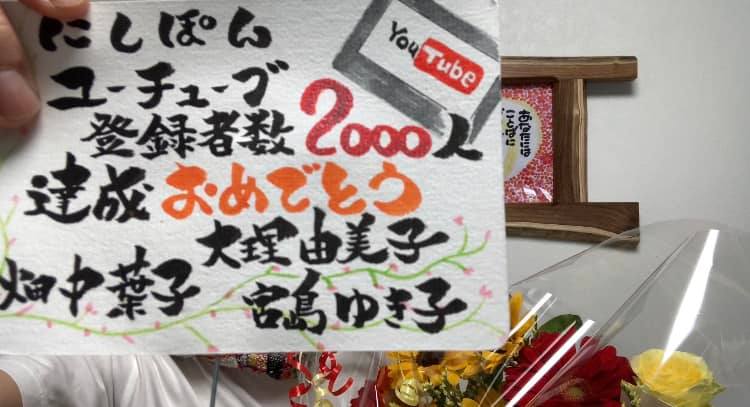 にしぽん
YouTube
ユーチューブ
登録者数 2000人
達成 おめでとう
大理由美子
畑中葉子
宮島ゆき子